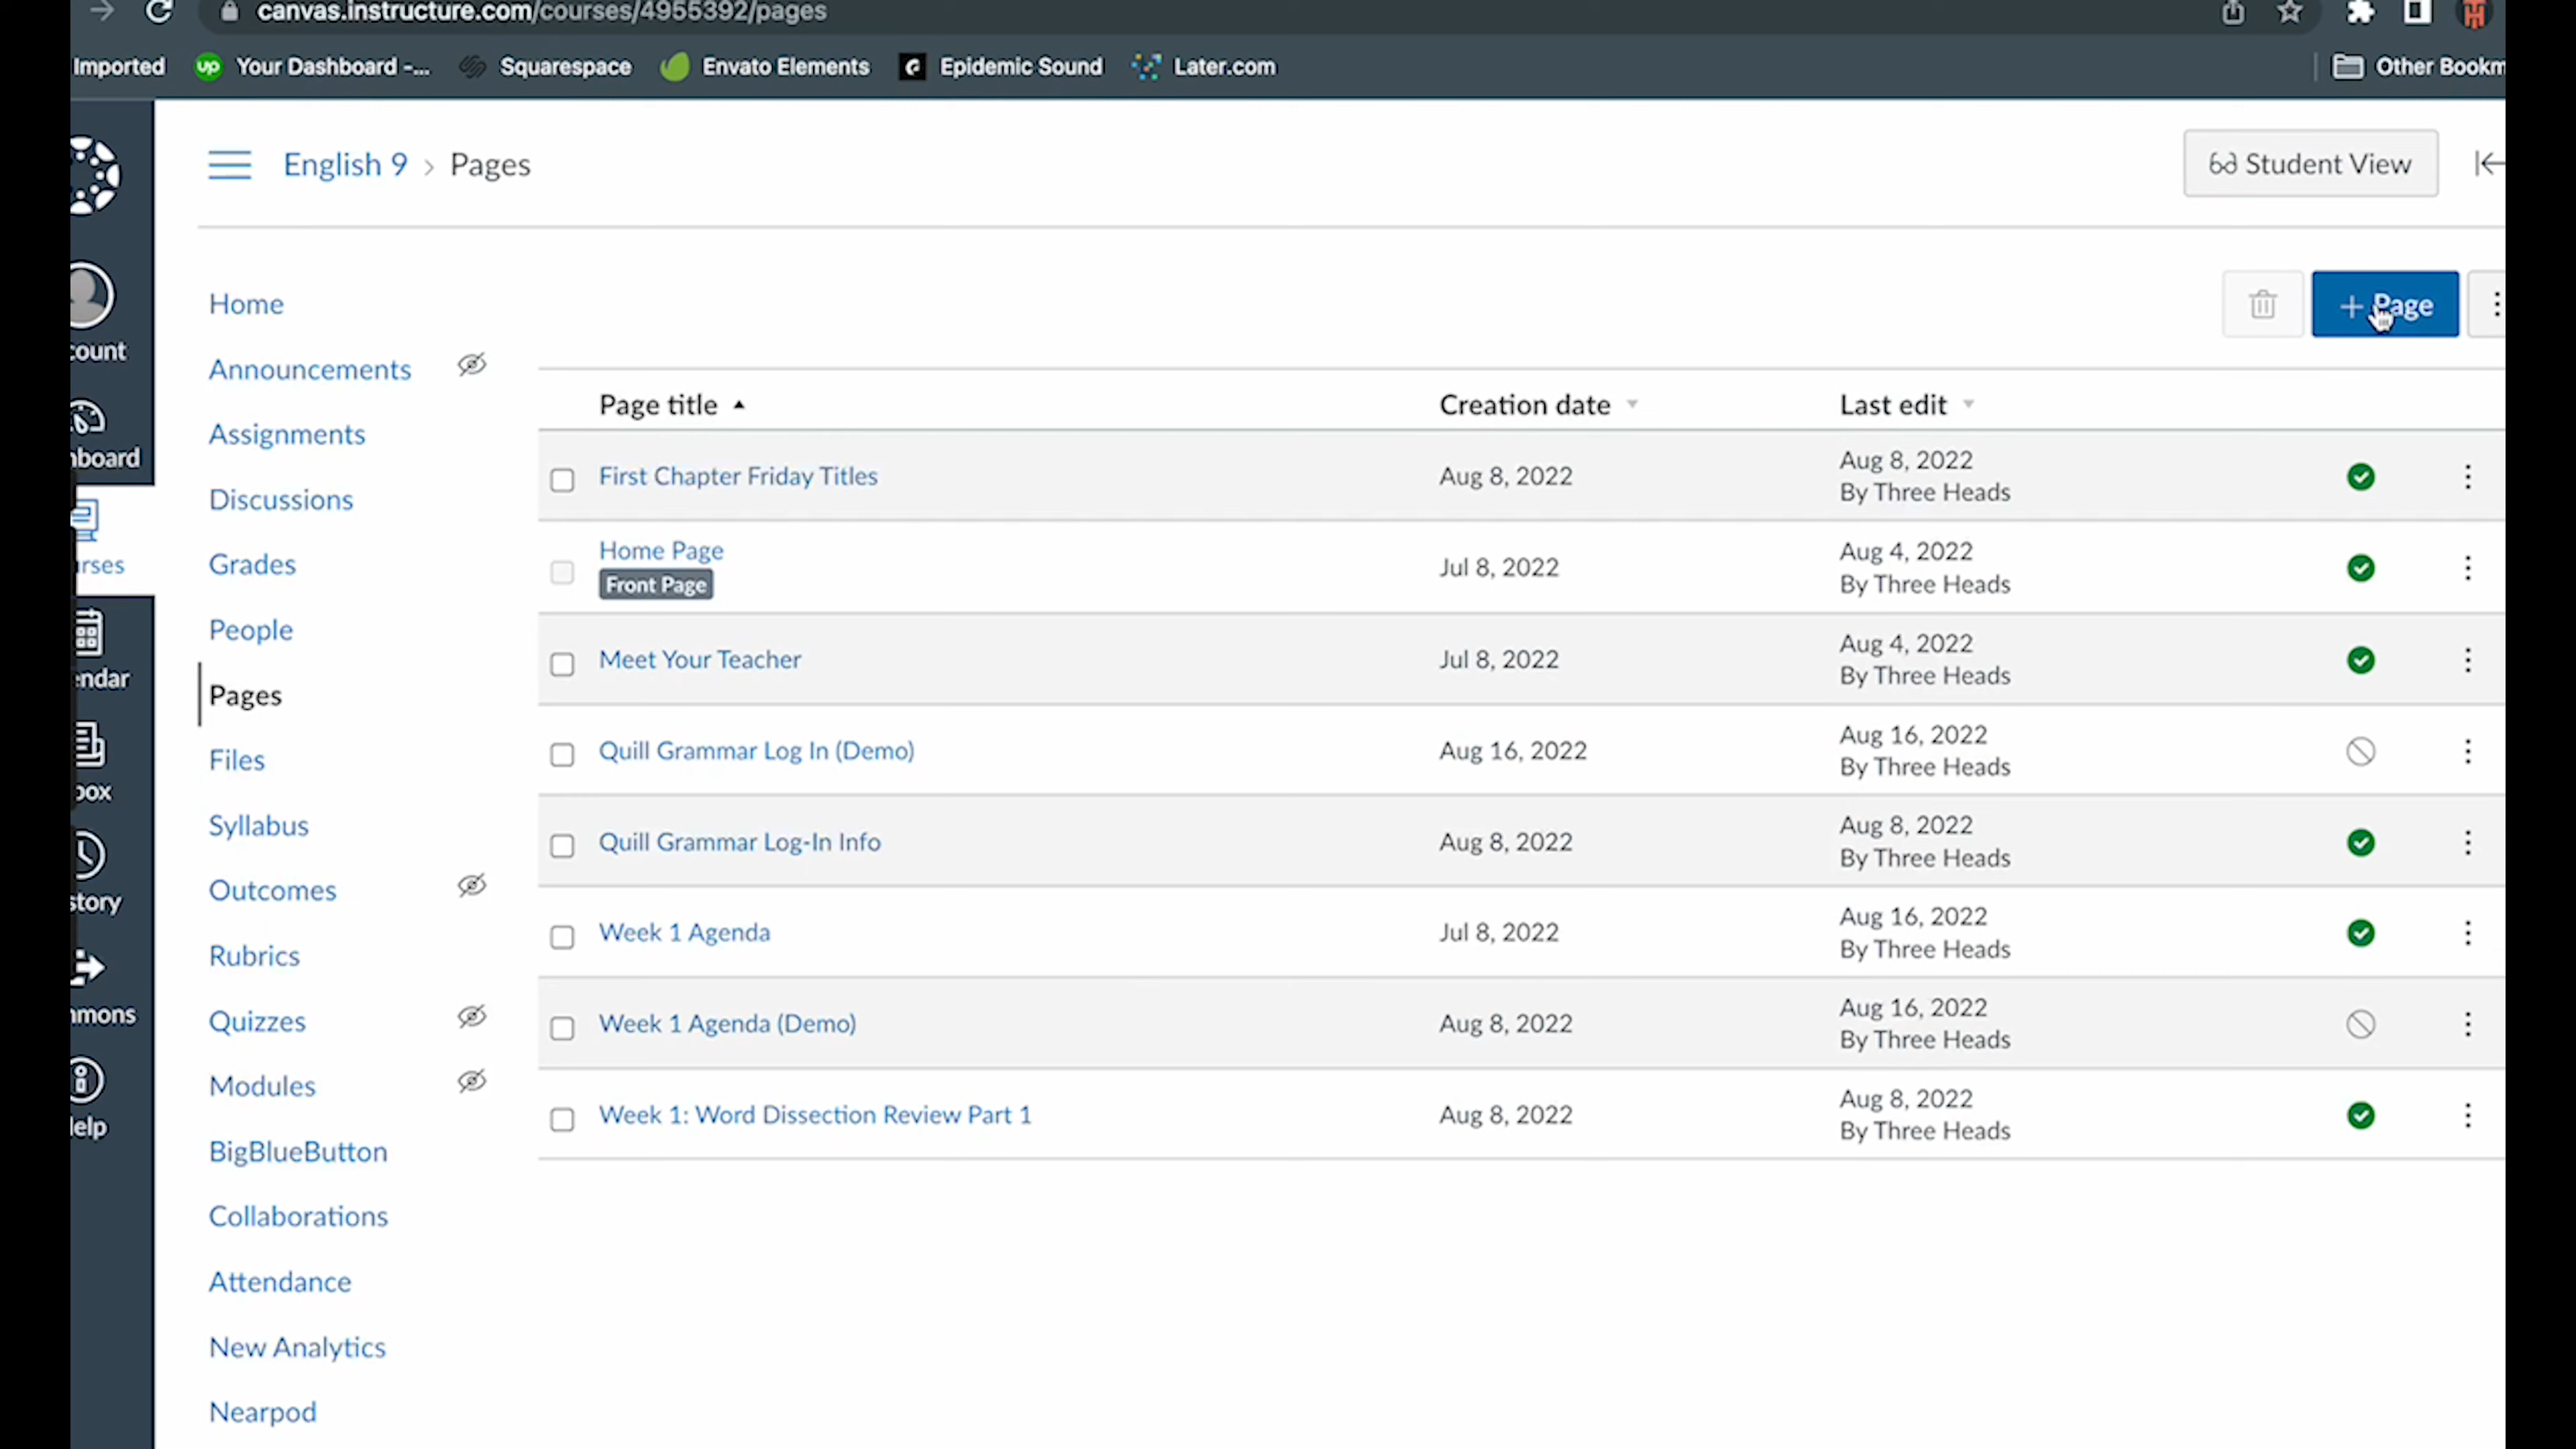 canvas.instructure.com/courses/4955392/pages
Imported
up
Your Dashboard -...
Squarespace
Envato Elements
Epidemic Sound
Later.com
Other Bookm
English 9 › Pages
Student View
count
hboard
rses
ndar
box
story
mmons
Help
Home
Announcements
Assignments
Discussions
Grades
People
Pages
Files
Syllabus
Outcomes
Rubrics
Quizzes
Modules
BigBlueButton
Collaborations
Attendance
New Analytics
Nearpod
+ Page
Page title
Creation date
Last edit
First Chapter Friday Titles
Aug 8, 2022
Aug 8, 2022
By Three Heads
Home Page
Front Page
Jul 8, 2022
Aug 4, 2022
By Three Heads
Meet Your Teacher
Jul 8, 2022
Aug 4, 2022
By Three Heads
Quill Grammar Log In (Demo)
Aug 16, 2022
Aug 16, 2022
By Three Heads
Quill Grammar Log-In Info
Aug 8, 2022
Aug 8, 2022
By Three Heads
Week 1 Agenda
Jul 8, 2022
Aug 16, 2022
By Three Heads
Week 1 Agenda (Demo)
Aug 8, 2022
Aug 16, 2022
By Three Heads
Week 1: Word Dissection Review Part 1
Aug 8, 2022
Aug 8, 2022
By Three Heads